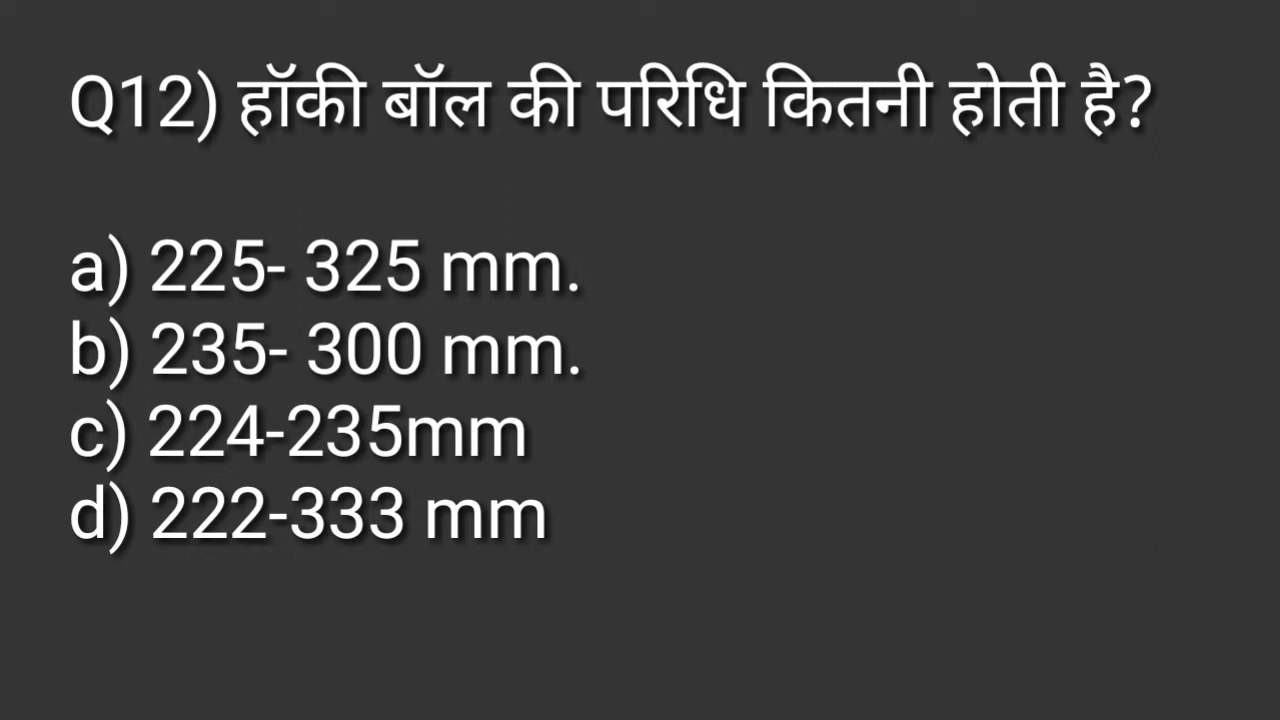 Q12) हॉकी बॉल की परिधि कितनी होती है?
a) 225- 325 mm.
b) 235- 300 mm.
c) 224-235mm
d) 222-333 mm